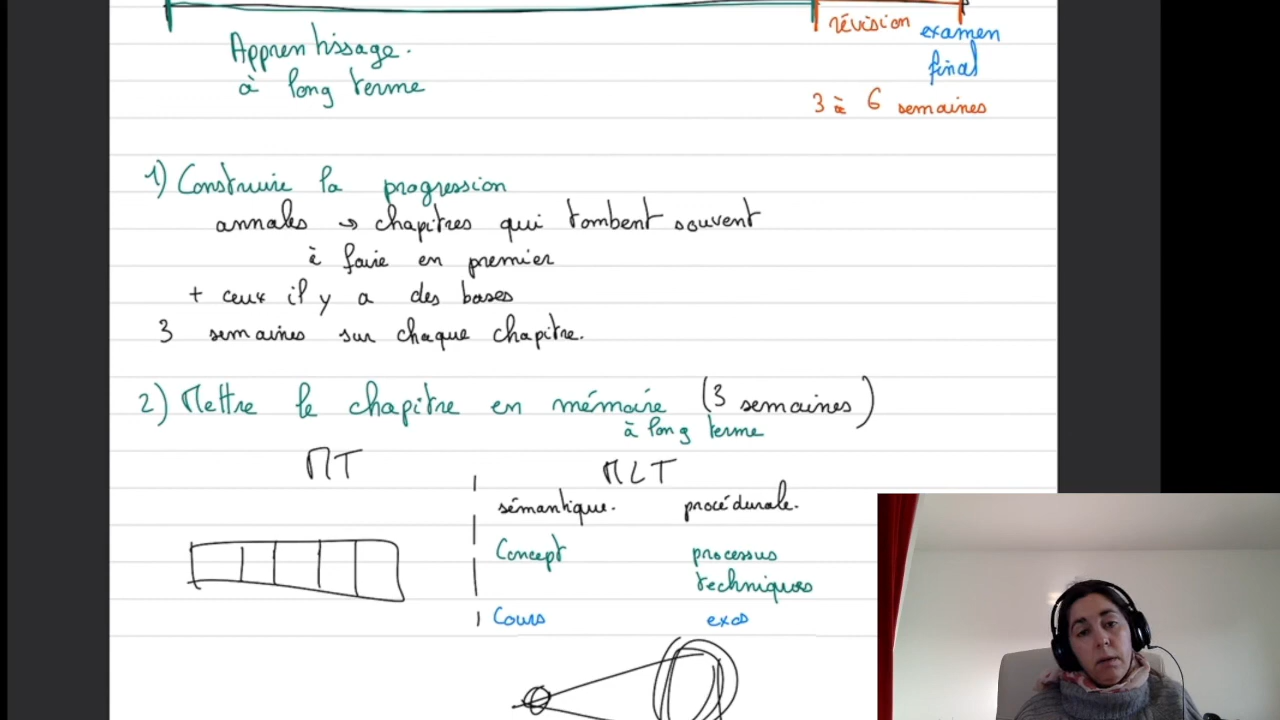 révision examen
Apprentissage.
final
à long terme
3 à 6 semaines
1) Construire la progression
annales → chapitres qui tombent souvent
à faire en premier
+ ceux il y a des bases
3 semaines sur chaque chapitre.
2) Mettre le chapitre en mémoire (3 semaines)
à long terme
MT
MLT
sémantique. procédurale.
Concept processus
techniques
Cours exos